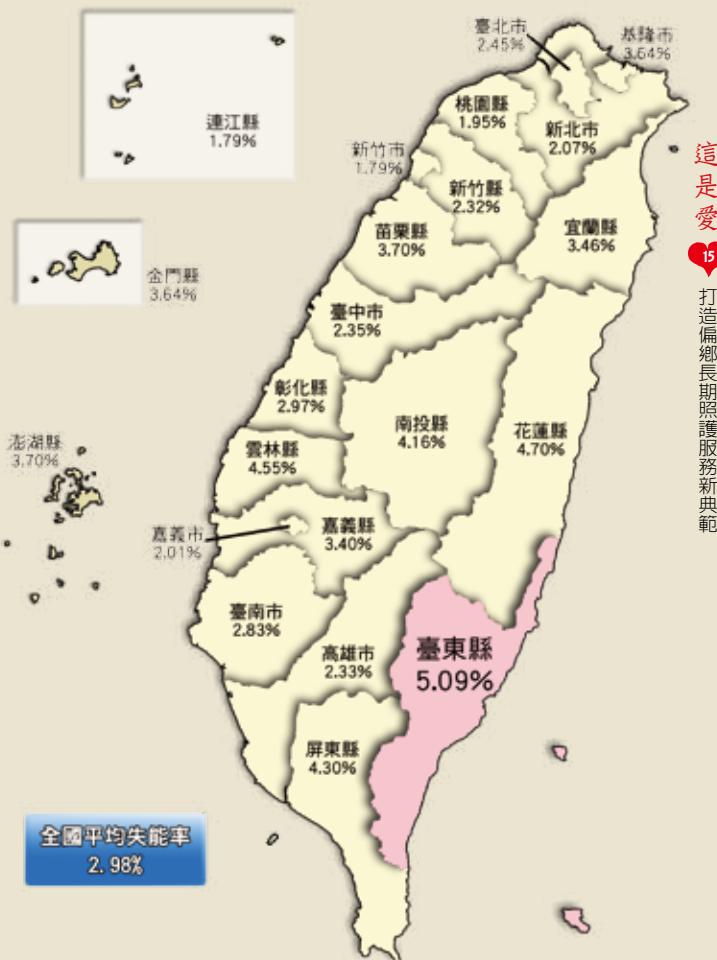 臺北市
2.45%
基隆市
3.64%
連江縣
1.79%
桃園縣
1.95%
新北市
2.07%
新竹市
1.79%
新竹縣
2.32%
宜蘭縣
3.46%
苗栗縣
3.70%
金門縣
3.64%
臺中市
2.35%
彰化縣
2.97%
南投縣
4.16%
花蓮縣
4.70%
澎湖縣
3.70%
雲林縣
4.55%
嘉義市
2.01%
嘉義縣
3.40%
臺南市
2.83%
高雄市
2.33%
臺東縣
5.09%
屏東縣
4.30%
全國平均失能率
2.98%
這是愛
15
打造偏鄉長期照護服務新典範